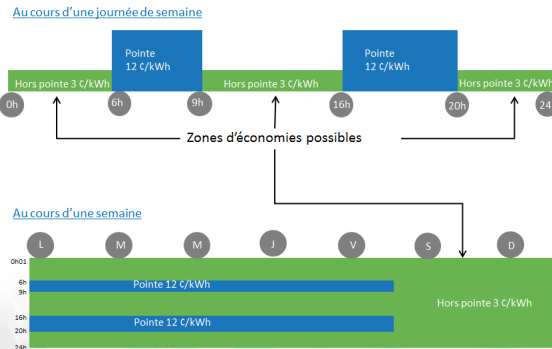 Au cours d'une journée de semaine
Pointe
12 ¢/kWh
Pointe
12 ¢/kWh
Hors pointe 3 ¢/kWh
Hors pointe 3 ¢/kWh
Hors pointe 3 ¢/kWh
0h
6h
9h
16h
20h
24h
Zones d'économies possibles
Au cours d'une semaine
L
M
M
J
V
S
D
0h01
6h
9h
Pointe 12 ¢/kWh
Hors pointe 3 ¢/kWh
16h
20h
Pointe 12 ¢/kWh
24h